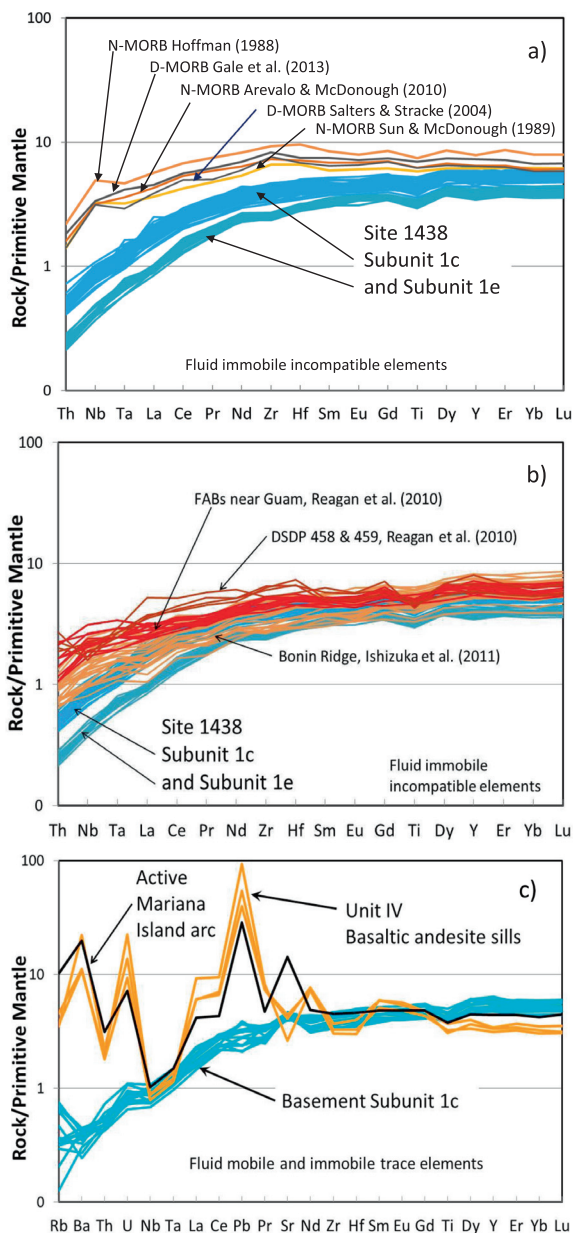 100
a)
N-MORB Hoffman (1988)
D-MORB Gale et al. (2013)
N-MORB Arevalo & McDonough (2010)
D-MORB Salters & Stracke (2004)
N-MORB Sun & McDonough (1989)
10
Rock/Primitive Mantle
1
Site 1438
Subunit 1c
and Subunit 1e
Fluid immobile incompatible elements
0
Th Nb Ta La Ce Pr Nd Zr Hf Sm Eu Gd Ti Dy Y Er Yb Lu
100
b)
FABs near Guam, Reagan et al. (2010)
DSDP 458 & 459, Reagan et al. (2010)
10
Rock/Primitive Mantle
Bonin Ridge, Ishizuka et al. (2011)
1
Site 1438
Subunit 1c
and Subunit 1e
Fluid immobile
incompatible elements
0
Th Nb Ta La Ce Pr Nd Zr Hf Sm Eu Gd Ti Dy Y Er Yb Lu
100
c)
Active
Mariana
Island arc
Unit IV
Basaltic andesite sills
10
Rock/Primitive Mantle
1
Basement Subunit 1c
Fluid mobile and immobile trace elements
0
Rb Ba Th U Nb Ta La Ce Pb Pr Sr Nd Zr Hf Sm Eu Gd Ti Dy Y Er Yb Lu